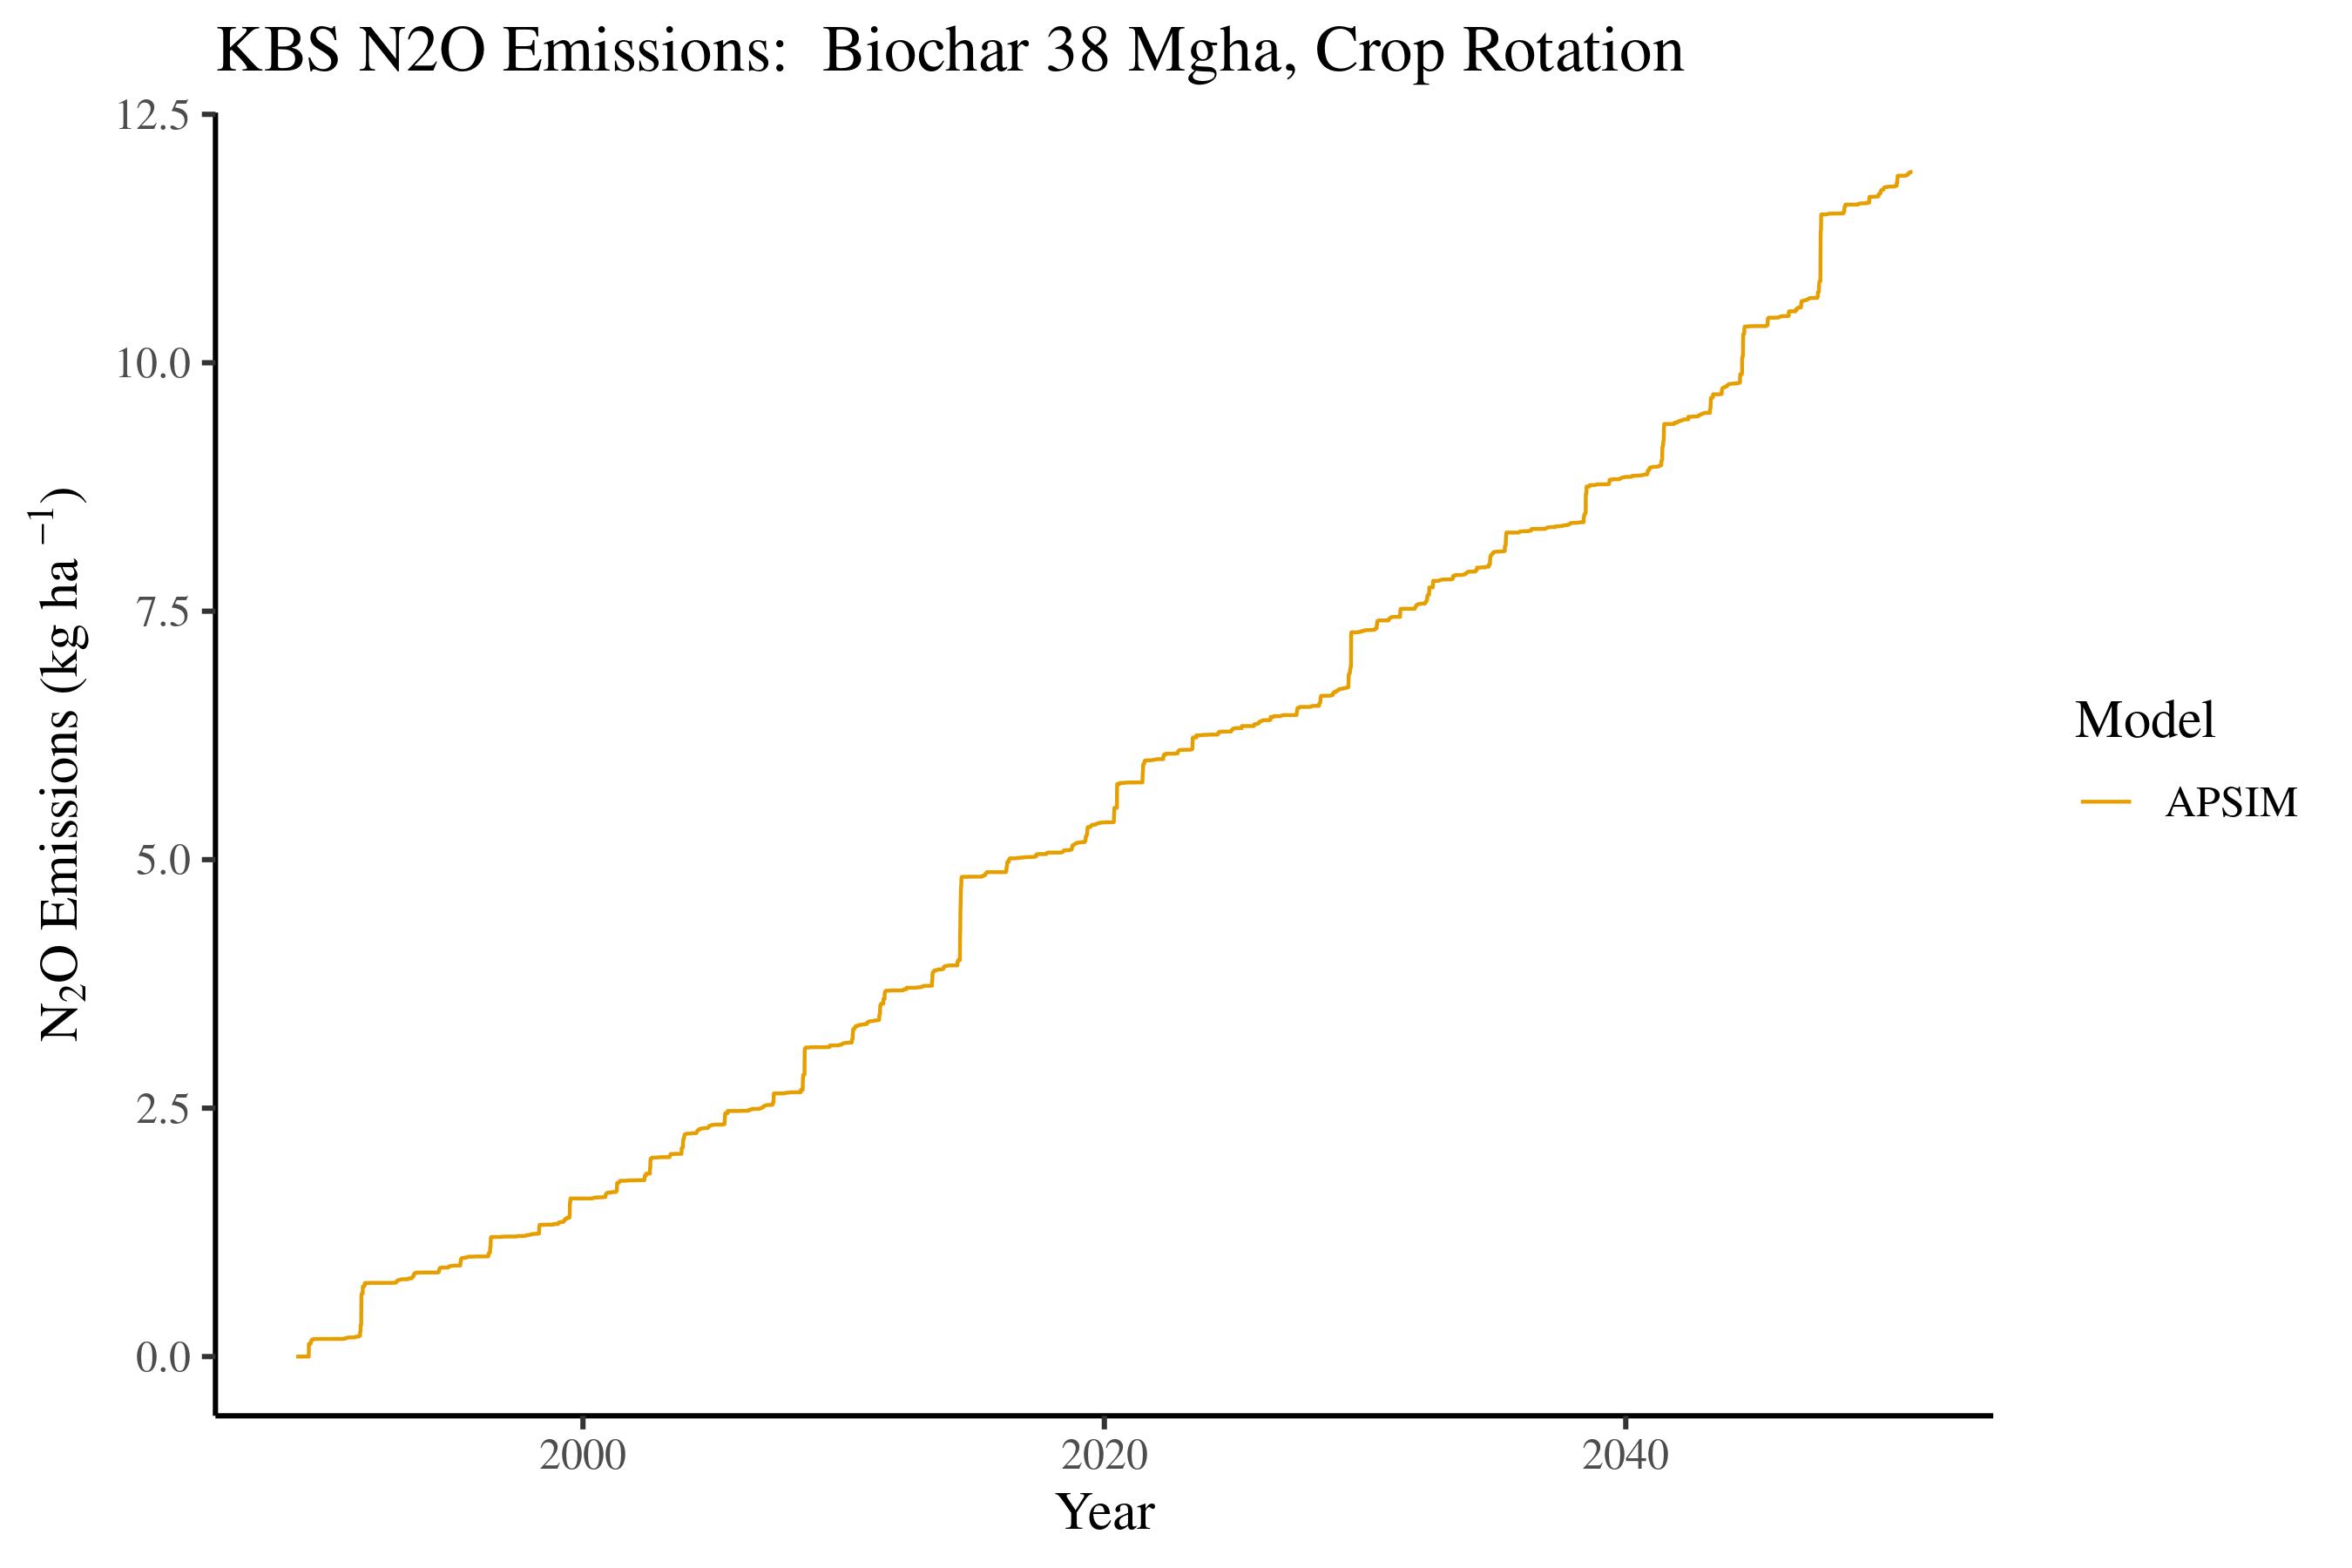 KBS N2O Emissions:  Biochar 38 Mgha, Crop Rotation
12.5
10.0
7.5
5.0
2.5
0.0
N₂O Emissions (kg ha ⁻¹)
2000
2020
2040
Year
Model
APSIM